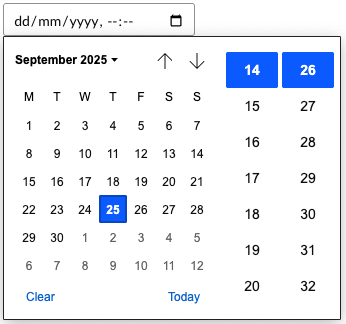 dd/mm/yyyy, --:--
September 2025
M T W T F S S
1 2 3 4 5 6 7
8 9 10 11 12 13 14
15 16 17 18 19 20 21
22 23 24 25 26 27 28
29 30 1 2 3 4 5
6 7 8 9 10 11 12
Clear Today
14 26
15 27
16 28
17 29
18 30
19 31
20 32